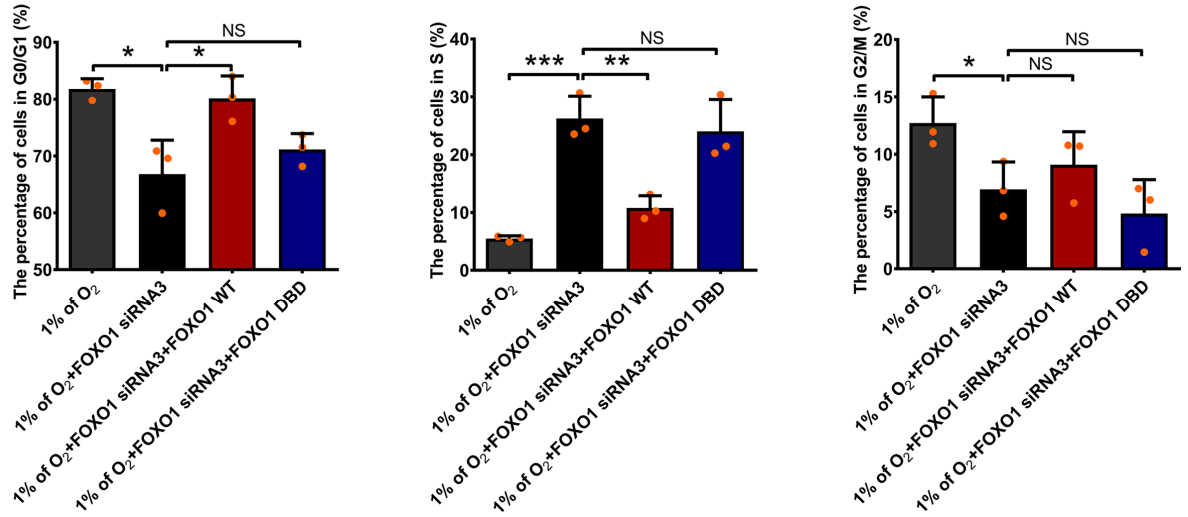 The percentage of cells in G0/G1 (%)
90
80
70
60
50
*
*
NS
1% of O₂
1% of O₂+FOXO1 siRNA3
1% of O₂+FOXO1 siRNA3+FOXO1 WT
1% of O₂+FOXO1 siRNA3+FOXO1 DBD
The percentage of cells in S (%)
40
30
20
10
0
***
**
NS
1% of O₂
1% of O₂+FOXO1 siRNA3
1% of O₂+FOXO1 siRNA3+FOXO1 WT
1% of O₂+FOXO1 siRNA3+FOXO1 DBD
The percentage of cells in G2/M (%)
20
15
10
5
0
*
NS
NS
1% of O₂
1% of O₂+FOXO1 siRNA3
1% of O₂+FOXO1 siRNA3+FOXO1 WT
1% of O₂+FOXO1 siRNA3+FOXO1 DBD